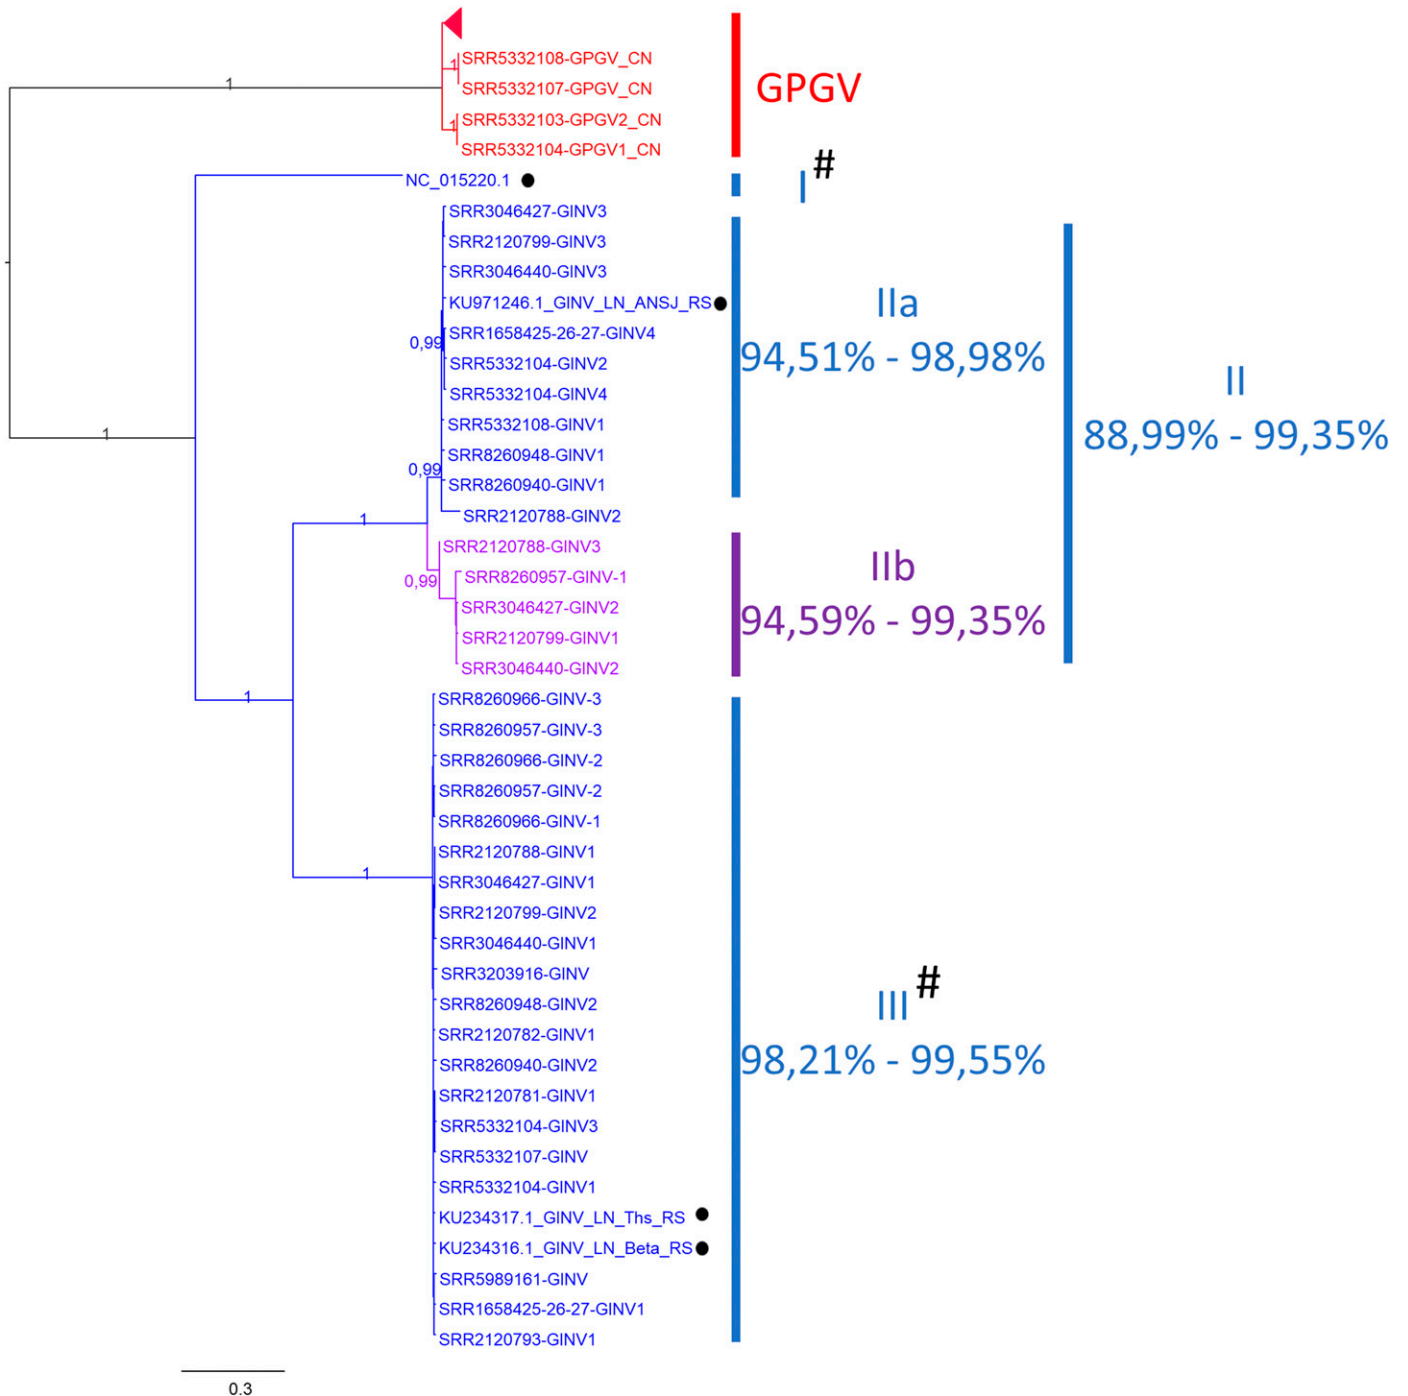 SRR5332108-GPGV_CN
1
SRR5332107-GPGV_CN
1
GPGV
SRR5332103-GPGV2_CN
1
SRR5332104-GPGV1_CN
NC_015220.1 ●
I #
SRR3046427-GINV3
SRR2120799-GINV3
SRR3046440-GINV3
KU971246.1_GINV_LN_ANSJ_RS ●
IIa
SRR1658425-26-27-GINV4
0,99
94,51% - 98,98%
SRR5332104-GINV2
SRR5332104-GINV4
II
88,99% - 99,35%
SRR5332108-GINV1
1
SRR8260948-GINV1
0,99
SRR8260940-GINV1
SRR2120788-GINV2
1
SRR2120788-GINV3
IIb
0,99
SRR8260957-GINV-1
SRR3046427-GINV2
94,59% - 99,35%
SRR2120799-GINV1
SRR3046440-GINV2
1
SRR8260966-GINV-3
SRR8260957-GINV-3
SRR8260966-GINV-2
SRR8260957-GINV-2
SRR8260966-GINV-1
SRR2120788-GINV1
1
SRR3046427-GINV1
SRR2120799-GINV2
SRR3046440-GINV1
SRR3203916-GINV
III #
SRR8260948-GINV2
SRR2120782-GINV1
98,21% - 99,55%
SRR8260940-GINV2
SRR2120781-GINV1
SRR5332104-GINV3
SRR5332107-GINV
SRR5332104-GINV1
KU234317.1_GINV_LN_Ths_RS ●
KU234316.1_GINV_LN_Beta_RS ●
SRR5989161-GINV
SRR1658425-26-27-GINV1
SRR2120793-GINV1
0.3